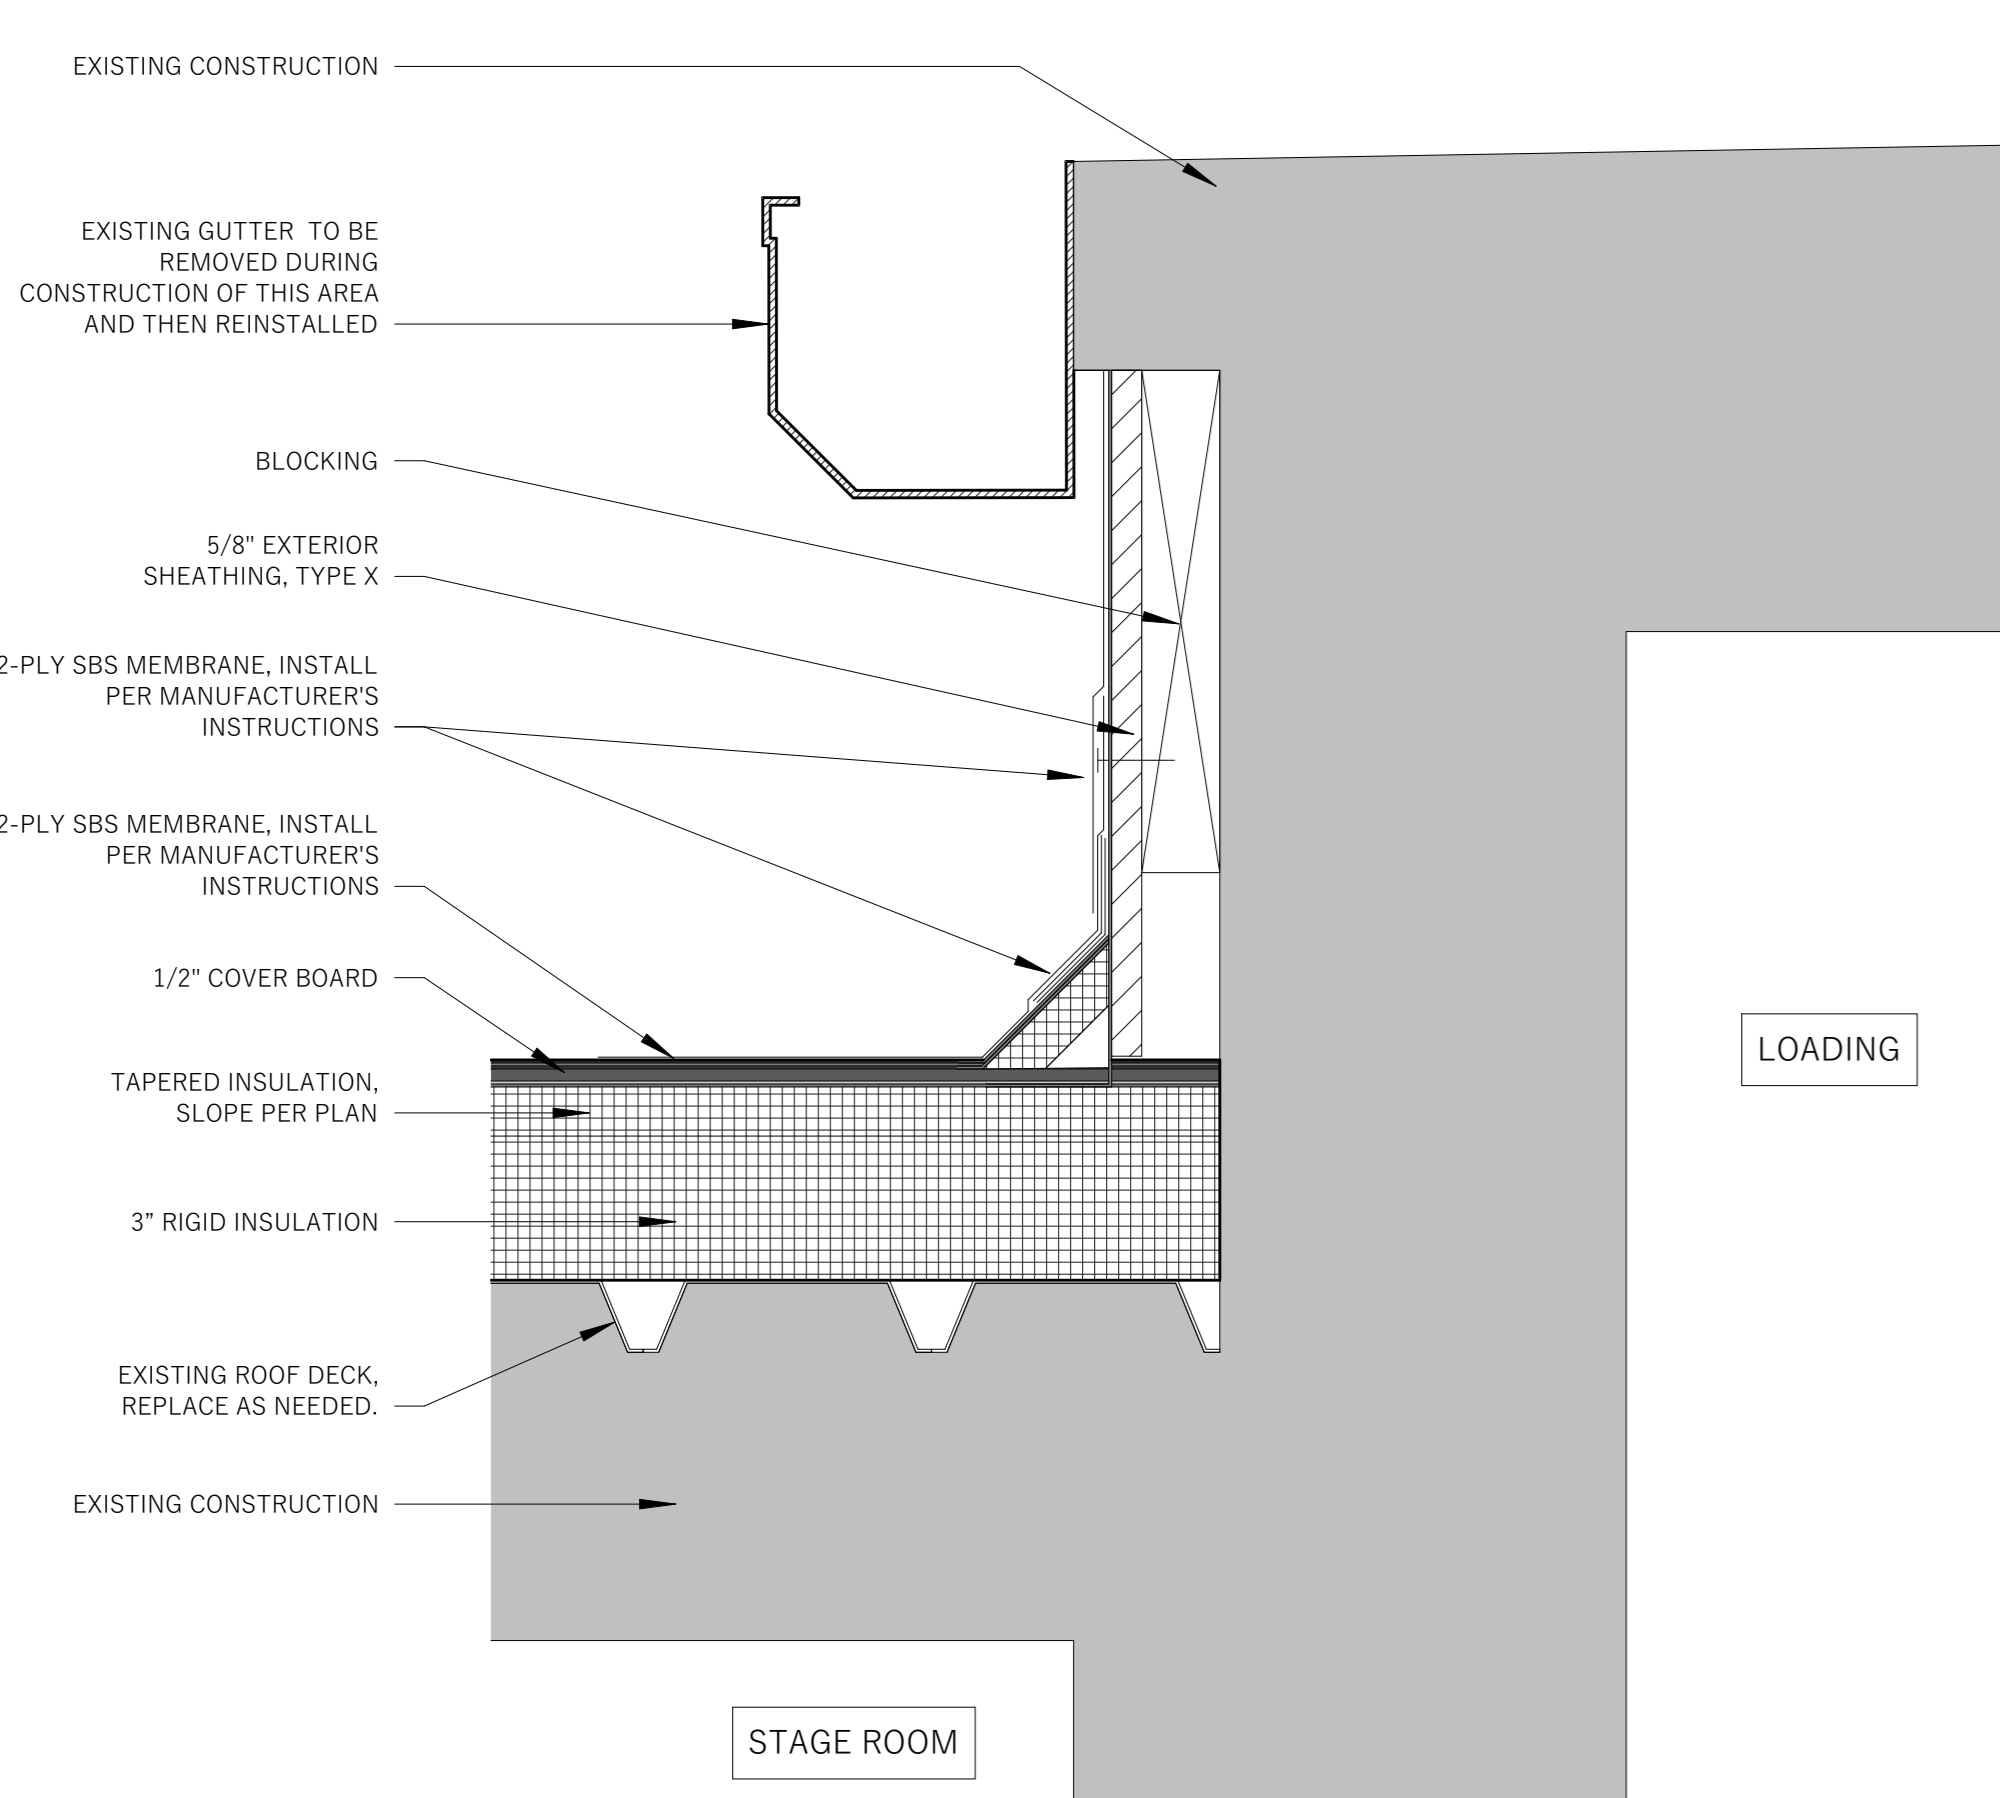 EXISTING CONSTRUCTION
EXISTING GUTTER TO BE
REMOVED DURING
CONSTRUCTION OF THIS AREA
AND THEN REINSTALLED
BLOCKING
5/8" EXTERIOR
SHEATHING, TYPE X
2-PLY SBS MEMBRANE, INSTALL
PER MANUFACTURER'S
INSTRUCTIONS
2-PLY SBS MEMBRANE, INSTALL
PER MANUFACTURER'S
INSTRUCTIONS
1/2" COVER BOARD
LOADING
TAPERED INSULATION,
SLOPE PER PLAN
3” RIGID INSULATION
EXISTING ROOF DECK,
REPLACE AS NEEDED.
EXISTING CONSTRUCTION
STAGE ROOM